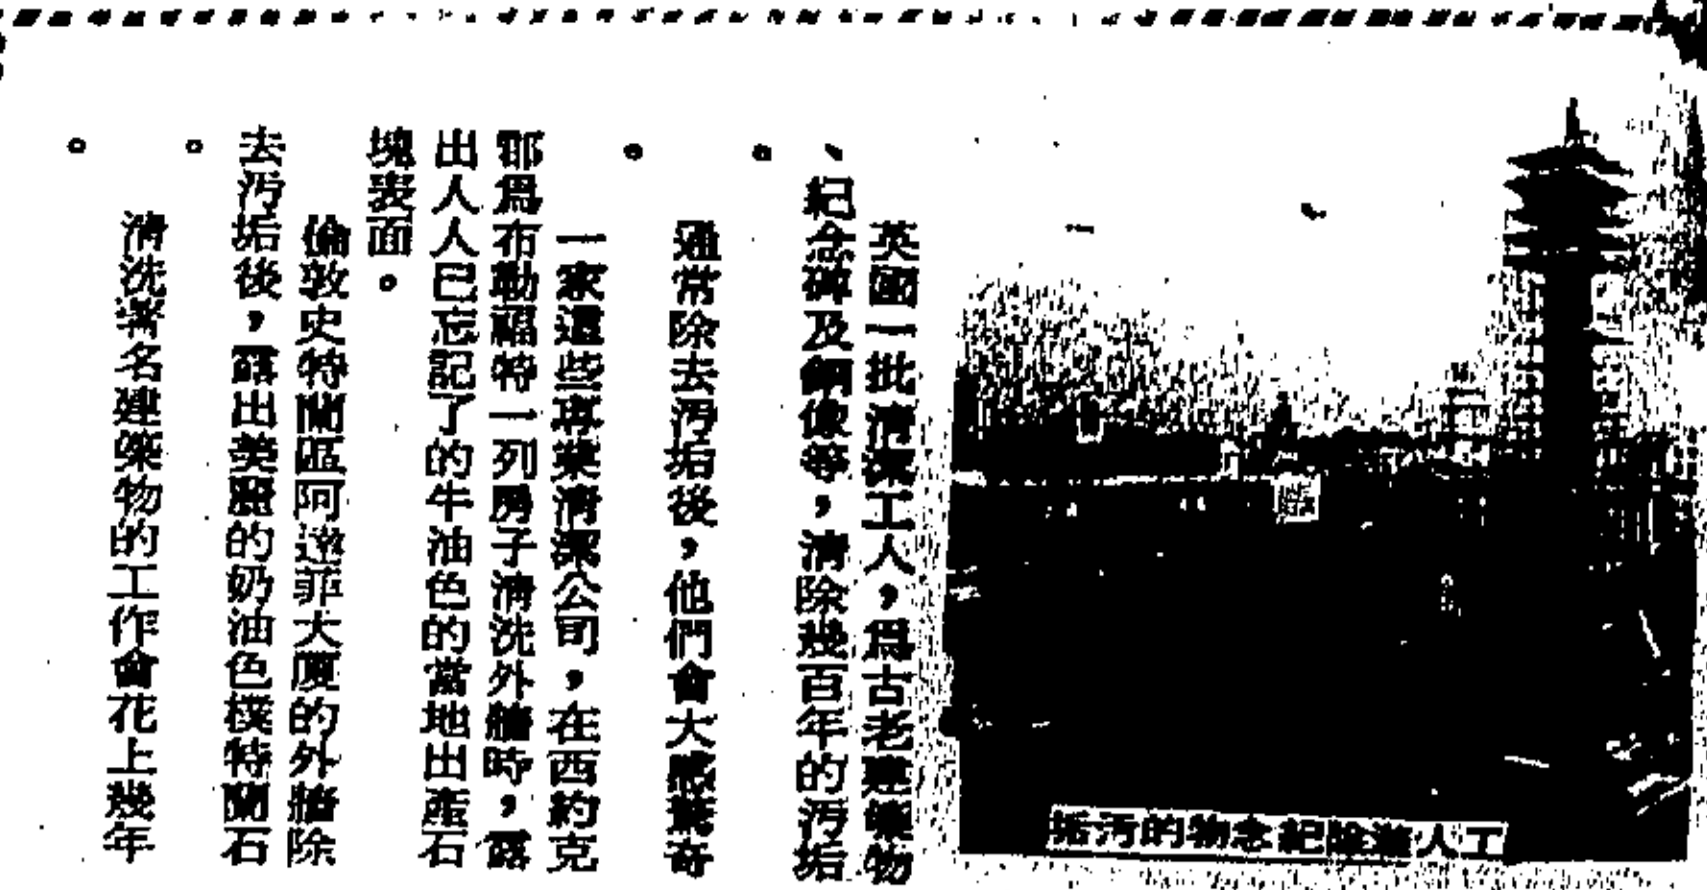 英國一批清潔工人，爲古老建築物
、紀念碑及銅像等，清除幾百年的污垢
。
通常除去污垢後，他們會大感驚奇
。
一家這些專業清潔公司，在西約克
郡爲布勒福特一列房子清洗外牆時，露
出人人已忘記了的牛油色的當地出產石
塊表面。
倫敦史特蘭區阿遜菲大廈的外牆除
去污垢後，露出美麗的奶油色樸特蘭石
。
清洗著名建築物的工作會花上幾年
。
工人清除紀念物的污垢